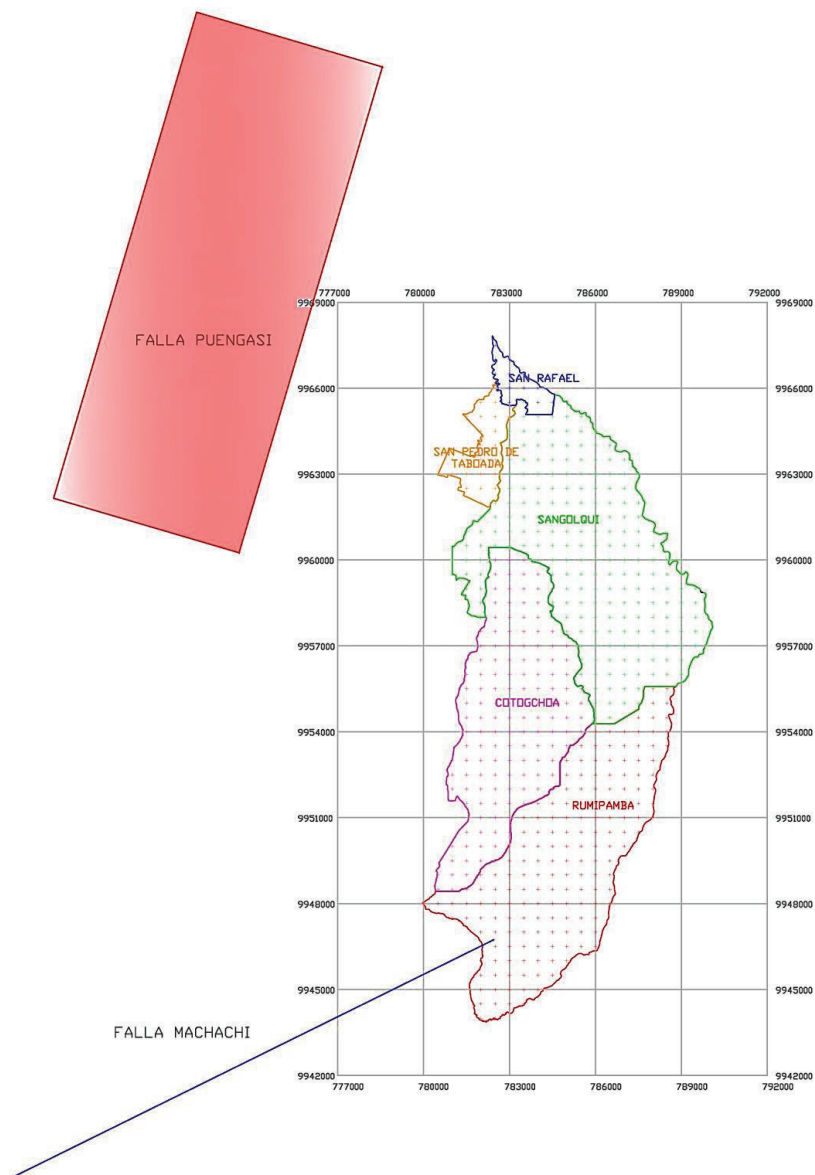 777000 780000 783000 786000 789000 792000
9969000 9969000
FALLA PUENGASI
SAN RAFAEL
9966000 9966000
SAN PEDRO DE
TABOADA
9963000 9963000
SANGOLQUI
9960000 9960000
9957000 9957000
COTOGCHOA
9954000 9954000
RUMIPAMBA
9951000 9951000
9948000 9948000
9945000 9945000
FALLA MACHACHI
9942000 9942000
777000 780000 783000 786000 789000 792000